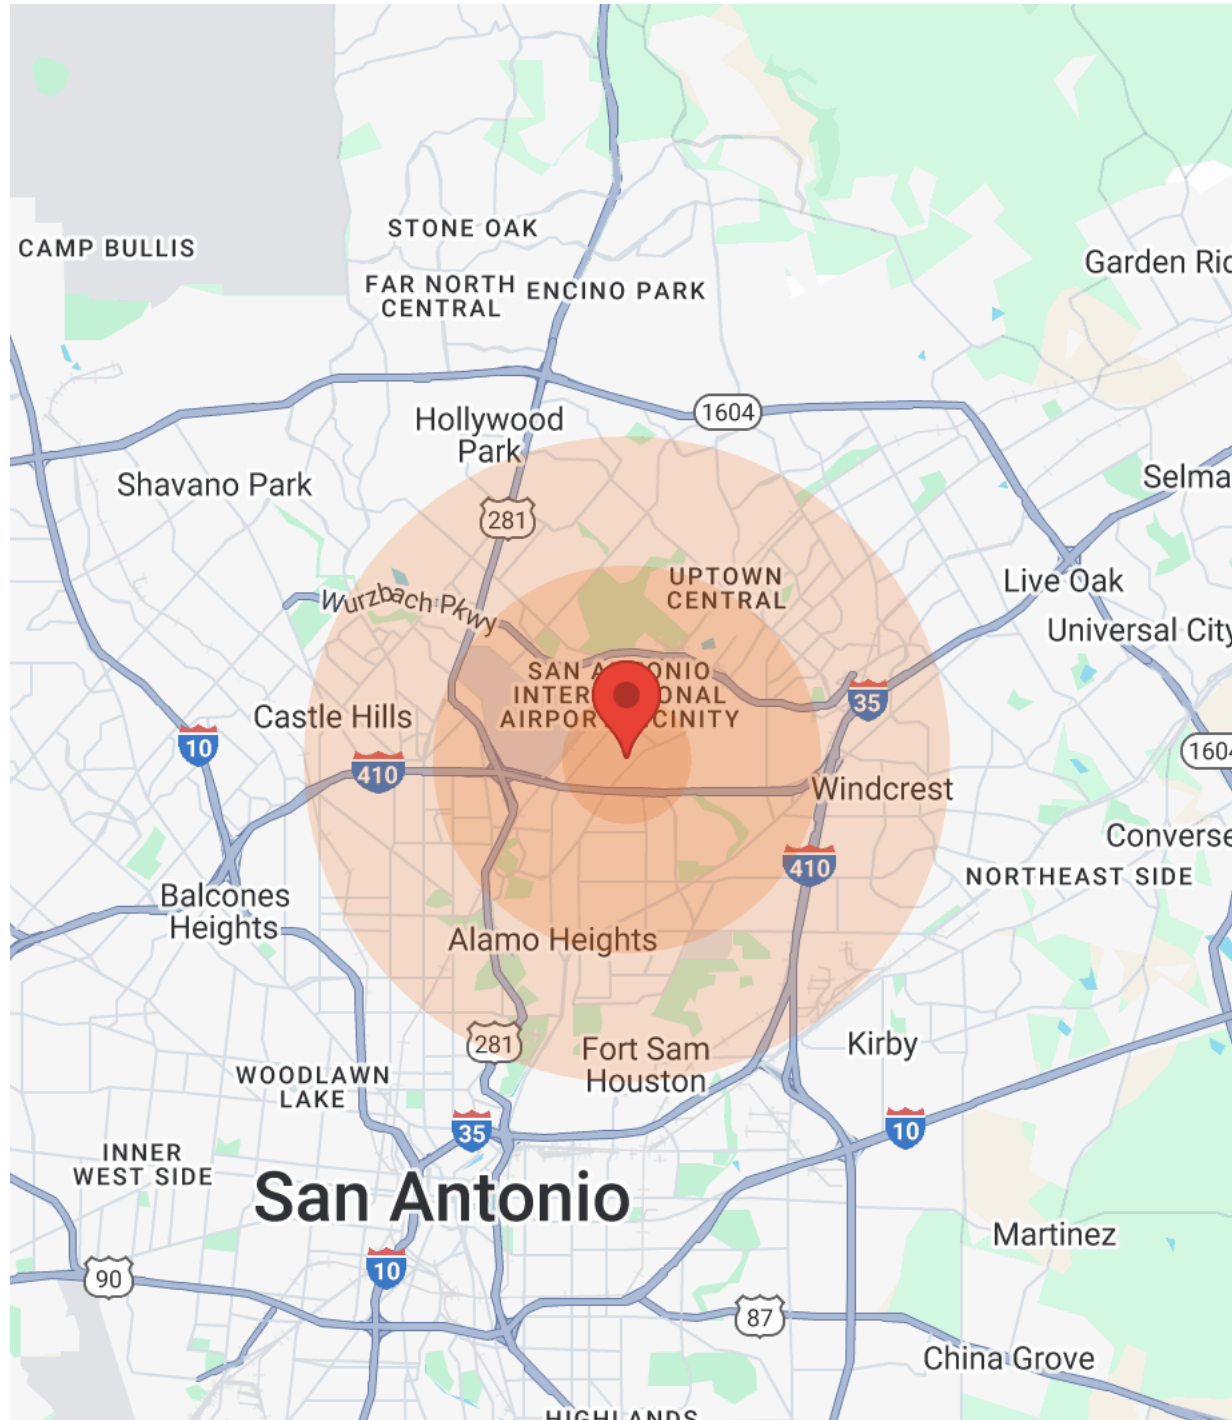 STONE OAK
CAMP BULLIS
Garden Ric
FAR NORTH
CENTRAL
ENCINO PARK
1604
Hollywood
Park
Selma
Shavano Park
281
UPTOWN
CENTRAL
Live Oak
Wurzbach Pkwy
Universal City
SAN ANTONIO
INTER
ONAL
AIRPOR
CINITY
35
Castle Hills
10
1604
410
Windcrest
Converse
410
NORTHEAST SIDE
Balcones
Heights
Alamo Heights
281
Fort Sam
Houston
Kirby
WOODLAWN
LAKE
35
10
INNER
WEST SIDE
San Antonio
Martinez
10
90
87
China Grove
HIGHLANDS